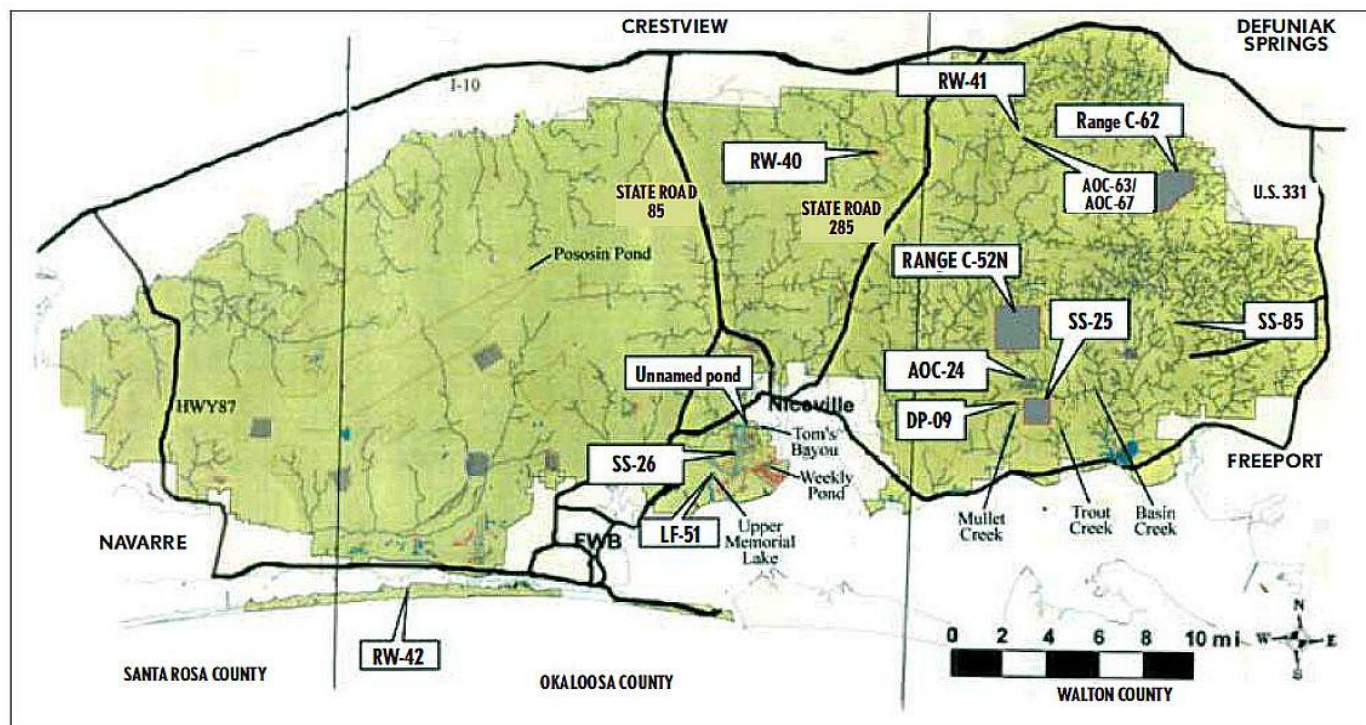 CRESTVIEW
DEFUNIAK
SPRINGS
I-10
RW-41
Range C-62
RW-40
AOC-63/
AOC-67
STATE ROAD
85
U.S. 331
STATE ROAD
285
Pososin Pond
RANGE C-52N
SS-25
SS-85
AOC-24
Unnamed pond
HWY87
Niceville
DP-09
Tom's
Bayou
SS-26
Weekly
Pond
FREEPORT
Mullet
Creek
Trout
Creek
Basin
Creek
NAVARRE
FWB
LF-51
Upper
Memorial
Lake
RW-42
0 2 4 6 8 10 mi
N
W
E
S
SANTA ROSA COUNTY
OKALOOSA COUNTY
WALTON COUNTY